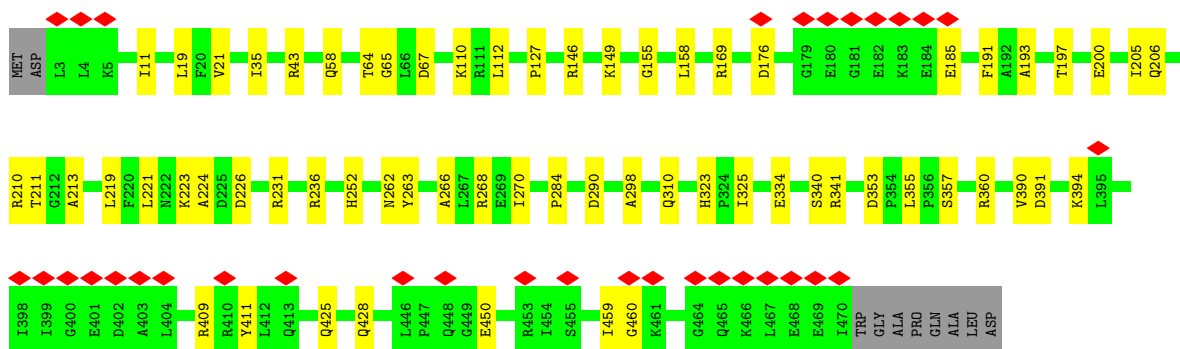 MET ASP L3 L4 K5 I11 L19 F20 V21 I35 R43 Q58 T64 G65 L66 D67 K110 R111 L112 P127 R146 K149 G155 L158 R169 D176 G179 E180 G181 E182 K183 E184 E185 F191 A192 A193 T197 E200 I205 Q206
R210 T211 G212 A213 L219 F220 L221 N222 K223 A224 D225 D226 R231 R236 H252 N262 Y263 A266 L267 R268 E269 I270 P284 D290 A298 Q310 H323 P324 I325 E334 S340 R341 D353 P354 L355 P356 S357 R360 V390 D391 K394 L395
I398 I399 G400 E401 D402 A403 L404 R409 R410 Y411 L412 Q413 Q425 Q428 L446 P447 Q448 G449 E450 R453 I454 S455 I459 G460 K461 G464 Q465 K466 L467 E468 E469 I470 TRP GLY ALA PRO GLN ALA LEU ASP